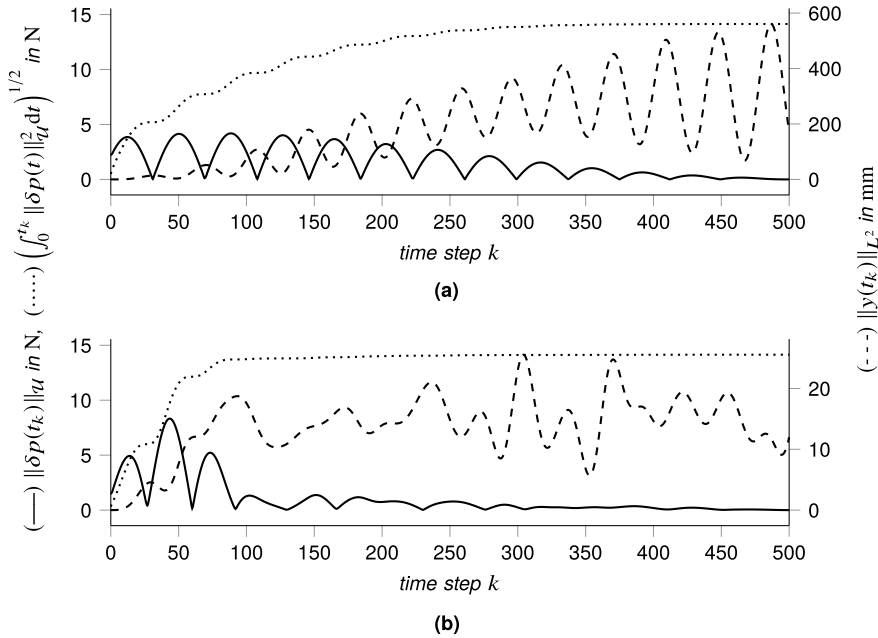 (——) ‖δp(t_k)‖_𝒰 in N, (·····) (∫_0^{t_k} ‖δp(t)‖²_𝒰 dt)^{1/2} in N
15
10
5
0
600
400
200
0
0 50 100 150 200 250 300 350 400 450 500
time step k
(a)
(- - -) ‖y(t_k)‖_{L²} in mm
15
10
5
0
20
10
0
0 50 100 150 200 250 300 350 400 450 500
time step k
(b)